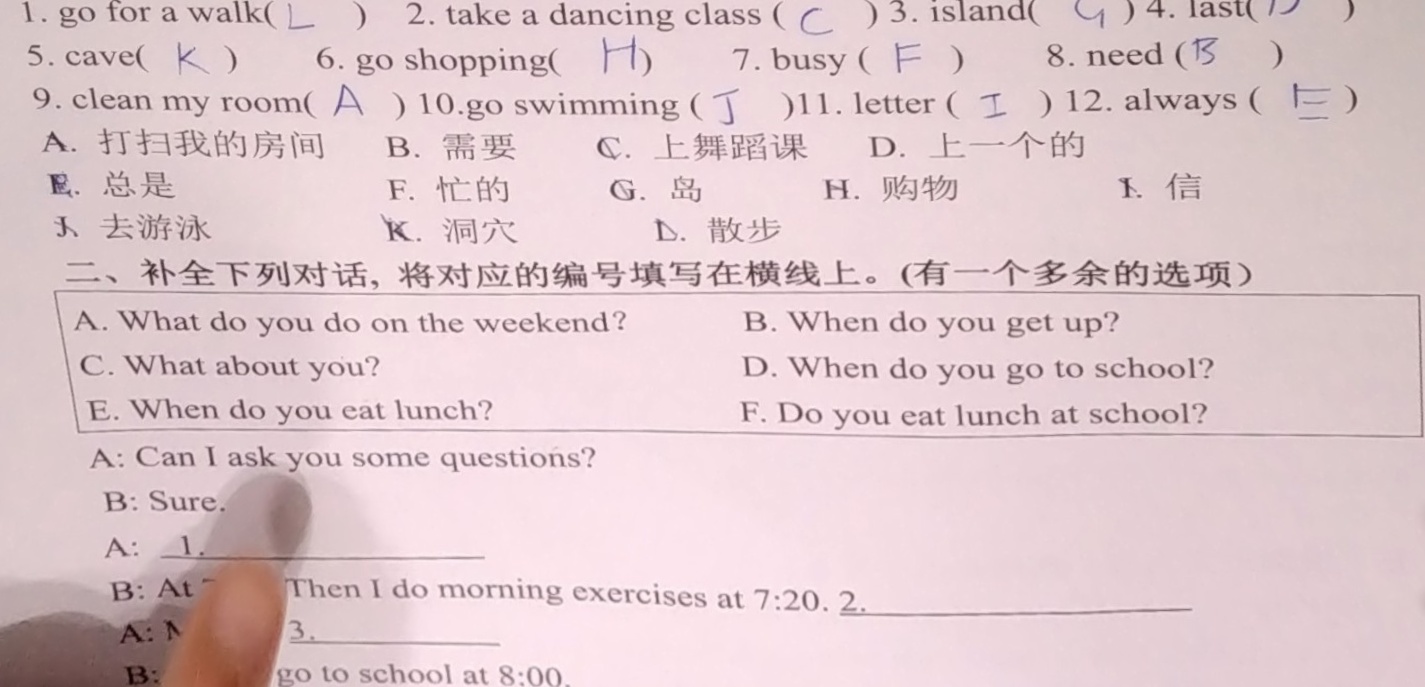 1. go for a walk( L ) 2. take a dancing class ( C ) 3. island( G ) 4. last( D )
5. cave( K ) 6. go shopping( H ) 7. busy ( F ) 8. need ( B )
9. clean my room( A ) 10.go swimming ( J )11. letter ( I ) 12. always ( E )
A. 打扫我的房间 B. 需要 C. 上舞蹈课 D. 上一个的
E. 总是 F. 忙的 G. 岛 H. 购物 I. 信
J. 去游泳 K. 洞穴 L. 散步
二、补全下列对话, 将对应的编号填写在横线上。(有一个多余的选项)
A. What do you do on the weekend? B. When do you get up?
C. What about you? D. When do you go to school?
E. When do you eat lunch? F. Do you eat lunch at school?
A: Can I ask you some questions?
B: Sure.
A: 1.
B: At Then I do morning exercises at 7:20. 2.
A: 3.
B: go to school at 8:00.